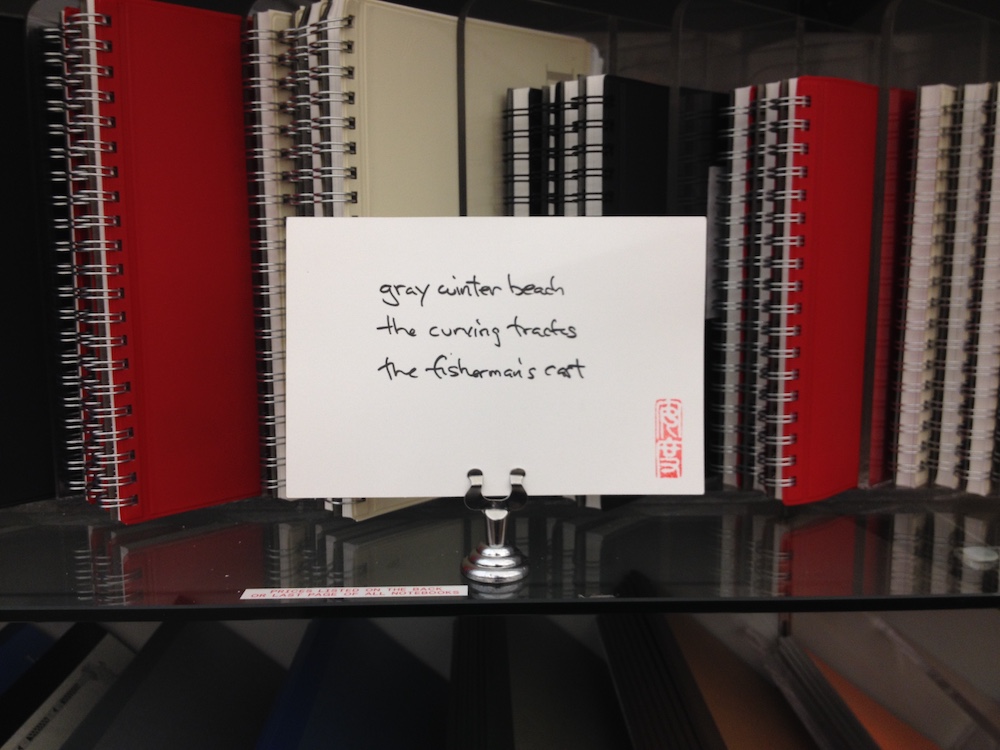 gray winter beach
the curving tracks
the fisherman's cast
PRICES LISTED ON THE BACK
OR LAST PAGE OF ALL NOTEBOOKS